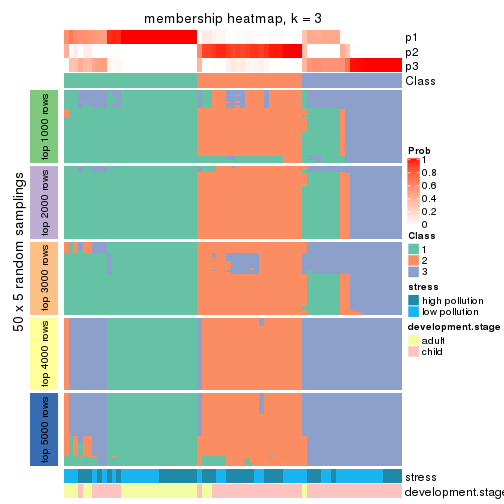 membership heatmap, k = 3
p1
p2
p3
Class
50 x 5 random samplings
top 1000 rows
top 2000 rows
top 3000 rows
top 4000 rows
top 5000 rows
stress
development.stage
Prob
1
0.8
0.6
0.4
0.2
0
Class
1
2
3
stress
high pollution
low pollution
development.stage
adult
child